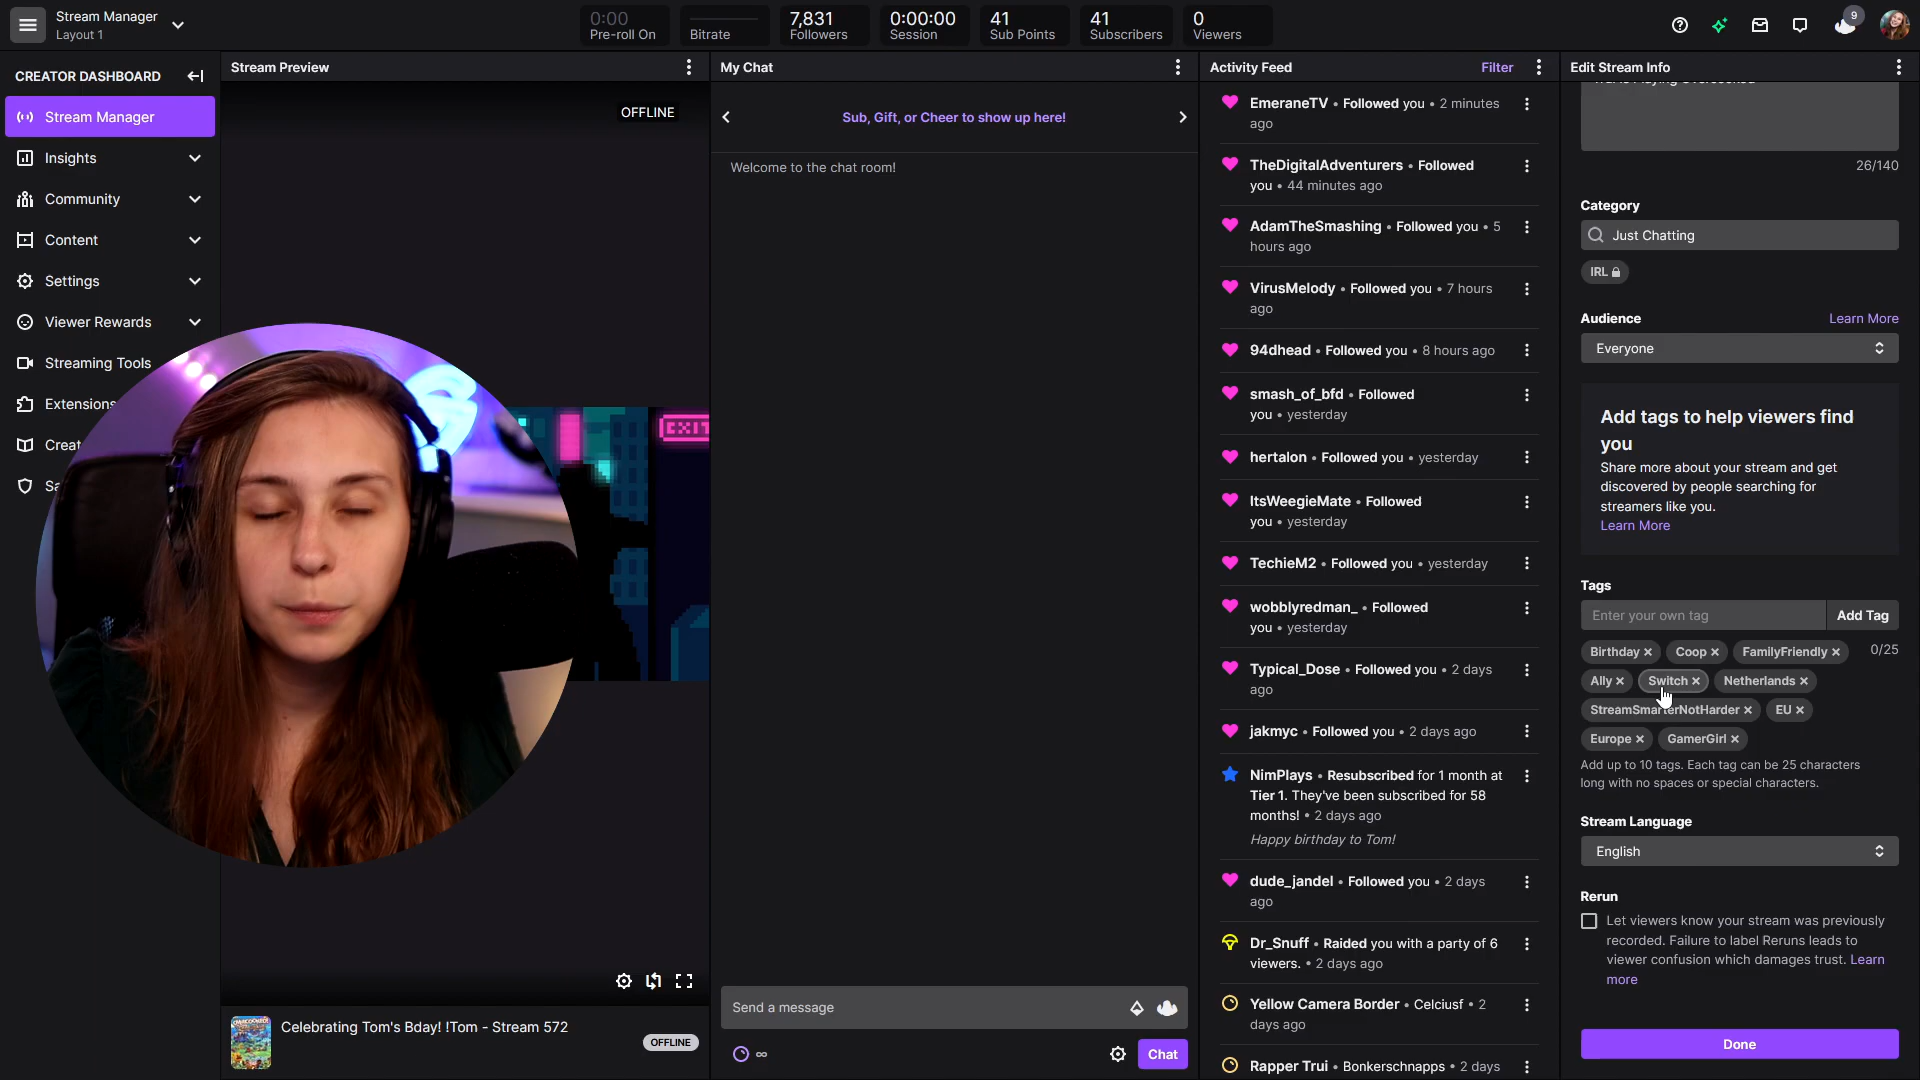 Stream Manager
Layout 1
0:00
Pre-roll On
Bitrate
7,831
Followers
0:00:00
Session
41
Sub Points
41
Subscribers
0
Viewers
9
CREATOR DASHBOARD
Stream Manager
Insights
Community
Content
Settings
Viewer Rewards
Streaming Tools
Extensions
Stream Preview
OFFLINE
EXIT
Celebrating Tom's Bday! !Tom - Stream 572
OFFLINE
My Chat
Sub, Gift, or Cheer to show up here!
Welcome to the chat room!
Send a message
∞
Chat
Activity Feed
Filter
EmeraneTV • Followed you • 2 minutes
ago
TheDigitalAdventurers • Followed
you • 44 minutes ago
AdamTheSmashing • Followed you • 5
hours ago
VirusMelody • Followed you • 7 hours
ago
94dhead • Followed you • 8 hours ago
smash_of_bfd • Followed
you • yesterday
hertalon • Followed you • yesterday
ItsWeegieMate • Followed
you • yesterday
TechieM2 • Followed you • yesterday
wobblyredman_ • Followed
you • yesterday
Typical_Dose • Followed you • 2 days
ago
jakmyc • Followed you • 2 days ago
NimPlays • Resubscribed for 1 month at
Tier 1. They've been subscribed for 58
months! • 2 days ago
Happy birthday to Tom!
dude_jandel • Followed you • 2 days
ago
Dr_Snuff • Raided you with a party of 6
viewers. • 2 days ago
Yellow Camera Border • Celciusf • 2
days ago
Rapper Trui • Bonkerschnapps • 2 days
Edit Stream Info
26/140
Category
Just Chatting
IRL
Audience
Learn More
Everyone
Add tags to help viewers find
you
Share more about your stream and get
discovered by people searching for
streamers like you.
Learn More
Tags
Enter your own tag
Add Tag
Birthday × Coop × FamilyFriendly × 0/25
Ally × Switch × Netherlands ×
StreamSmarterNotHarder × EU ×
Europe × GamerGirl ×
Add up to 10 tags. Each tag can be 25 characters
long with no spaces or special characters.
Stream Language
English
Rerun
Let viewers know your stream was previously
recorded. Failure to label Reruns leads to
viewer confusion which damages trust. Learn
more
Done